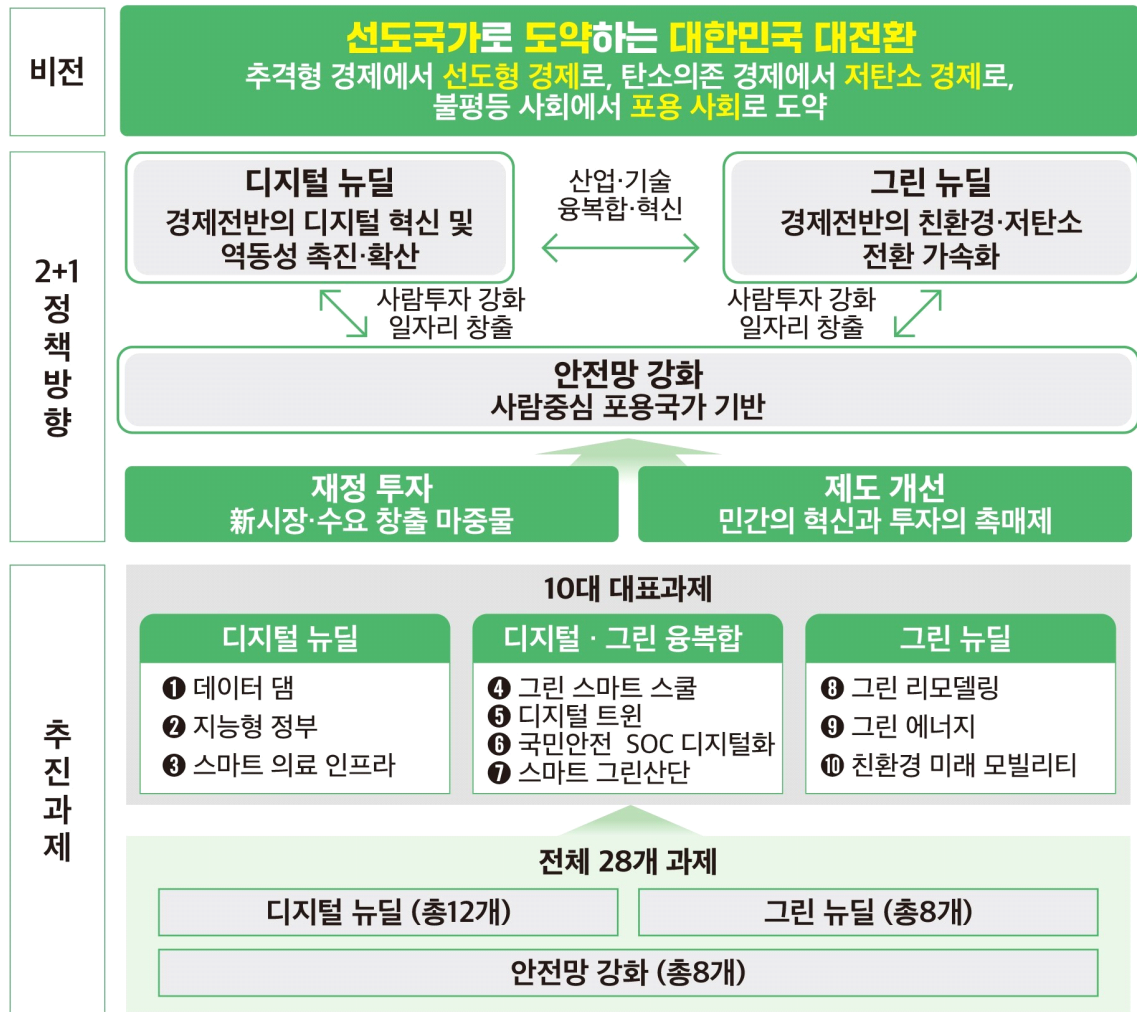 비전
선도국가로 도약하는 대한민국 대전환
추격형 경제에서 선도형 경제로, 탄소의존 경제에서 저탄소 경제로,
불평등 사회에서 포용 사회로 도약
2+1
정
책
방
향
디지털 뉴딜
경제전반의 디지털 혁신 및
역동성 촉진·확산
산업·기술
융복합·혁신
그린 뉴딜
경제전반의 친환경·저탄소
전환 가속화
사람투자 강화
일자리 창출
사람투자 강화
일자리 창출
안전망 강화
사람중심 포용국가 기반
재정 투자
新시장·수요 창출 마중물
제도 개선
민간의 혁신과 투자의 촉매제
추
진
과
제
10대 대표과제
디지털 뉴딜
❶ 데이터 댐
❷ 지능형 정부
❸ 스마트 의료 인프라
디지털 · 그린 융복합
❹ 그린 스마트 스쿨
❺ 디지털 트윈
❻ 국민안전 SOC 디지털화
❼ 스마트 그린산단
그린 뉴딜
❽ 그린 리모델링
❾ 그린 에너지
❿ 친환경 미래 모빌리티
전체 28개 과제
디지털 뉴딜 (총12개)
그린 뉴딜 (총8개)
안전망 강화 (총8개)